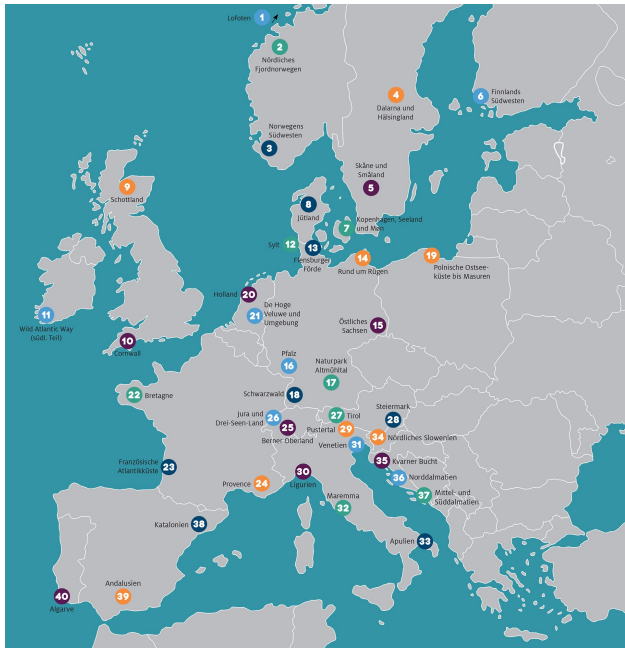 Lofoten 1
2
Nördliches
Fjordnorwegen
4
Dalarna und
Hälsingland
6 Finnlands
Südwesten
Norwegens
Südwesten
3
Skåne und
Småland
5
9
Schottland
8
Jütland
7 Kopenhagen, Seeland
und Møn
Sylt 12
13
Flensburger
Förde
14
Rund um Rügen
19
Polnische Ostsee-
küste bis Masuren
11
Wild Atlantic Way
(südl. Teil)
10
Cornwall
Holland 20
21 De Hoge
Veluwe und
Umgebung
Östliches
Sachsen
15
Pfalz
16
Naturpark
Altmühltal
17
22 Bretagne
Schwarzwald 18
Jura und
Drei-Seen-Land
26
25
Berner Oberland
27 Tirol
Steiermark
28
Pustertal 29
34 Nördliches Slowenien
Venetien 31
35 Kvarner Bucht
Französische
Atlantikküste
23
Provence 24
30
Ligurien
36 Norddalmatien
37 Mittel- und
Süddalmatien
Maremma
32
Katalonien 38
Apulien 33
40
Algarve
Andalusien
39